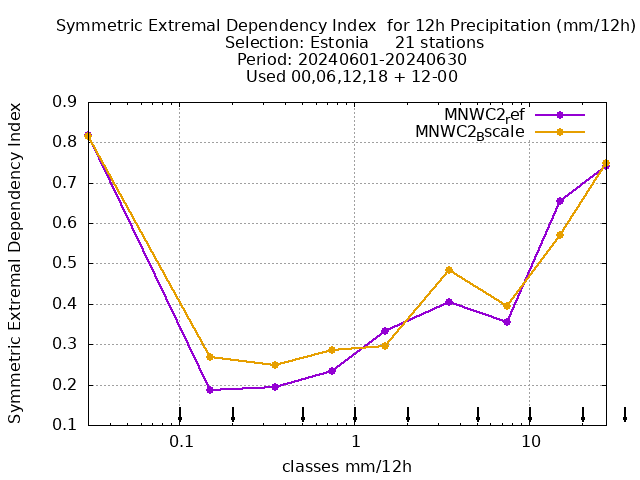 Symmetric Extremal Dependency Index  for 12h Precipitation (mm/12h)
Selection: Estonia     21 stations
Period: 20240601-20240630
Used 00,06,12,18 + 12-00
Symmetric Extremal Dependency Index
0.9
0.8
0.7
0.6
0.5
0.4
0.3
0.2
0.1
MNWC2ref
MNWC2Bscale
0.1
1
10
classes mm/12h